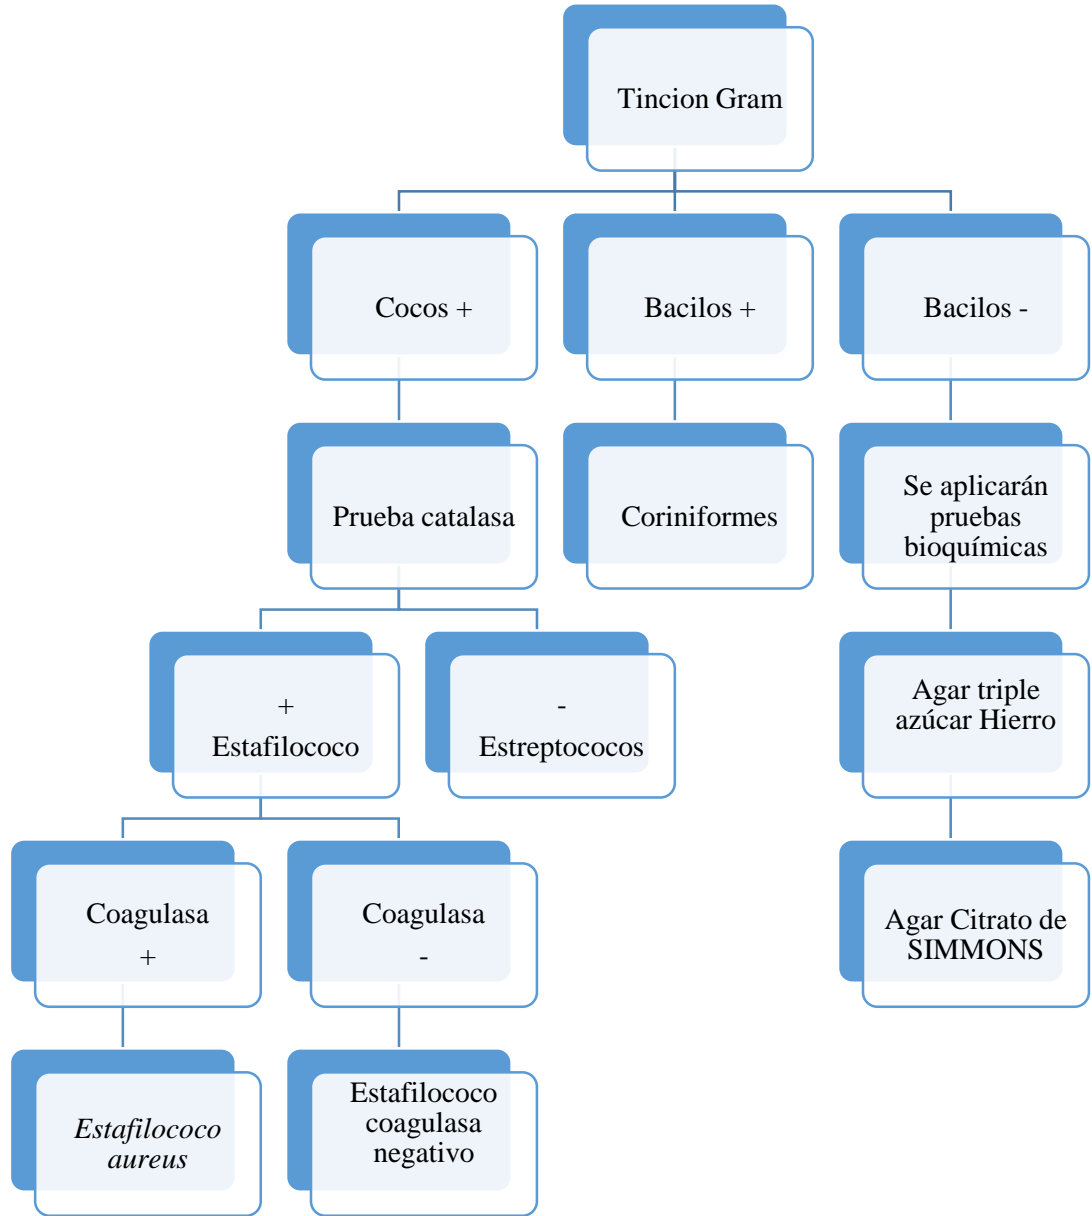 Tincion Gram
Cocos +
Bacilos +
Bacilos -
Prueba catalasa
Coriniformes
Se aplicarán
pruebas
bioquímicas
+
Estafilococo
-
Estreptococos
Agar triple
azúcar Hierro
Coagulasa
+
Coagulasa
-
Agar Citrato de
SIMMONS
Estafilococo
aureus
Estafilococo
coagulasa
negativo